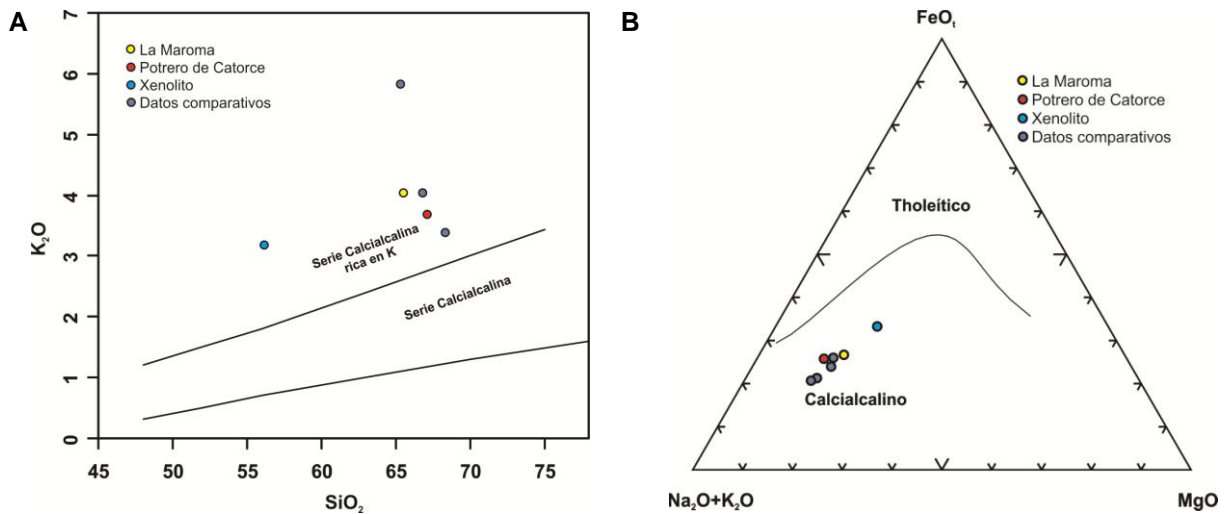 A
7
6
5
4
3
2
1
0
K₂O
La Maroma
Potrero de Catorce
Xenolito
Datos comparativos
Serie Calcialcalina
rica en K
Serie Calcialcalina
45
50
55
60
65
70
75
SiO₂
B
FeOₜ
La Maroma
Potrero de Catorce
Xenolito
Datos comparativos
Tholeítico
Calcialcalino
Na₂O+K₂O
MgO